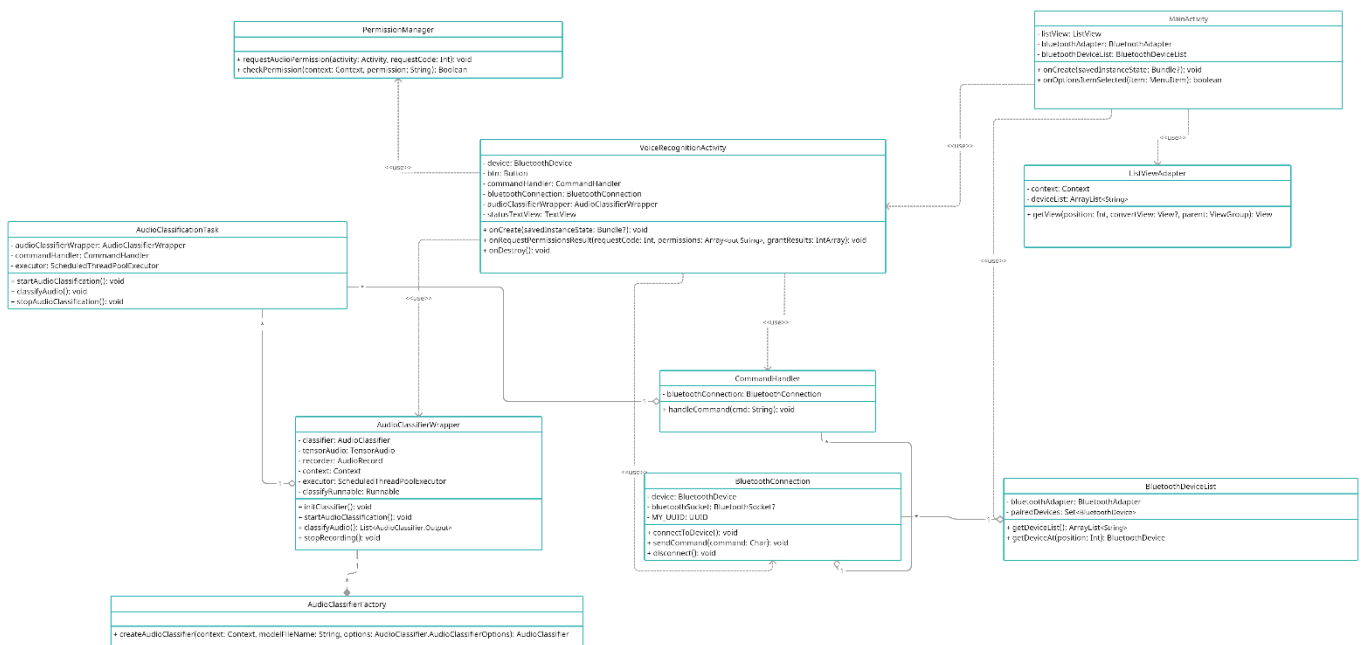 PermissionManager
+ requestAudioPermission(activity: Activity, requestCode: Int): void
+ checkPermission(context: Context, permission: String): Boolean
MainActivity
- listView: ListView
- bluetoothAdapter: BluetoothAdapter
- bluetoothDeviceList: BluetoothDeviceList
+ onCreate(savedInstanceState: Bundle?): void
+ onOptionsItemSelected(item: MenuItem): boolean
<<use>>
<<use>>
<<use>>
VoiceRecognitionActivity
- device: BluetoothDevice
- btn: Button
- commandHandler: CommandHandler
- bluetoothConnection: BluetoothConnection
- audioClassifierWrapper: AudioClassifierWrapper
- statusTextView: TextView
+ onCreate(savedInstanceState: Bundle?): void
+ onRequestPermissionsResult(requestCode: Int, permissions: Array<out String>, grantResults: IntArray): void
+ onDestroy(): void
ListViewAdapter
- context: Context
- deviceList: ArrayList<String>
+ getView(position: Int, convertView: View?, parent: ViewGroup): View
AudioClassificationTask
- audioClassifierWrapper: AudioClassifierWrapper
- commandHandler: CommandHandler
- executor: ScheduledThreadPoolExecutor
+ startAudioClassification(): void
+ classifyAudio(): void
+ stopAudioClassification(): void
<<use>>
*
<<use>>
<<use>>
*
CommandHandler
- bluetoothConnection: BluetoothConnection
+ handleCommand(cmd: String): void
1
AudioClassifierWrapper
- classifier: AudioClassifier
- tensorAudio: TensorAudio
- recorder: AudioRecord
- context: Context
- executor: ScheduledThreadPoolExecutor
- classifyRunnable: Runnable
+ initClassifier(): void
+ startAudioClassification(): void
+ classifyAudio(): List<AudioClassifier.Output>
+ stopRecording(): void
1
*
<<use>>
BluetoothConnection
- device: BluetoothDevice
- bluetoothSocket: BluetoothSocket?
- MY_UUID: UUID
+ connectToDevice(): void
+ sendCommand(command: Char): void
+ disconnect(): void
* 1
1
BluetoothDeviceList
- bluetoothAdapter: BluetoothAdapter
- pairedDevices: Set<BluetoothDevice>
+ getDeviceList(): ArrayList<String>
+ getDeviceAt(position: Int): BluetoothDevice
*
AudioClassifierFactory
+ createAudioClassifier(context: Context, modelFileName: String, options: AudioClassifier.AudioClassifierOptions): AudioClassifier